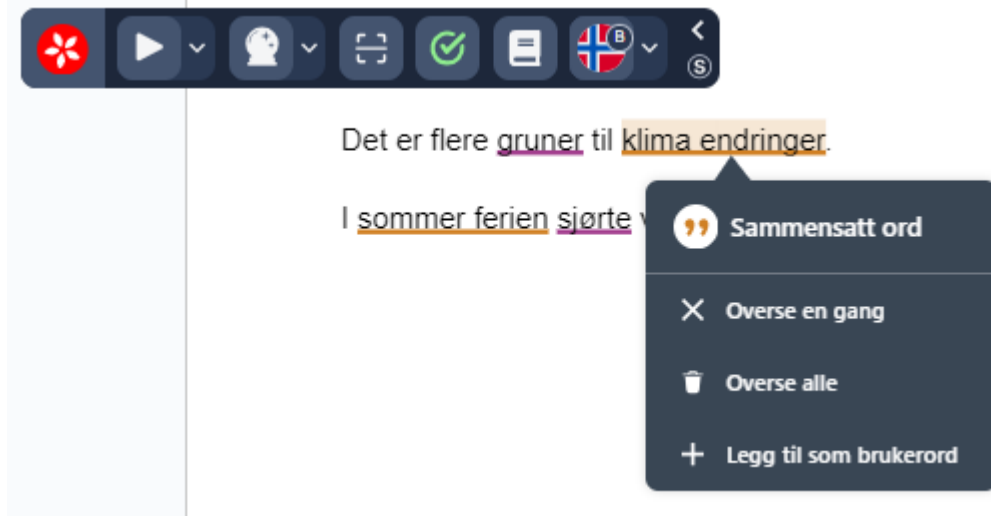 B
S
Det er flere gruner til klima endringer.
I sommer ferien sjørte
Sammensatt ord
Overse en gang
Overse alle
Legg til som brukerord